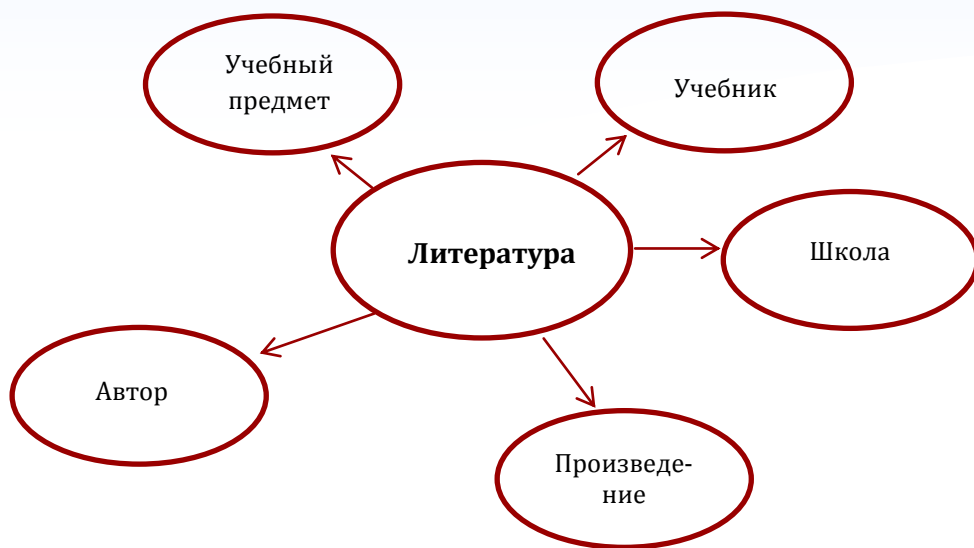 Учебный
предмет
Учебник
Литература
Школа
Автор
Произведе-
ние